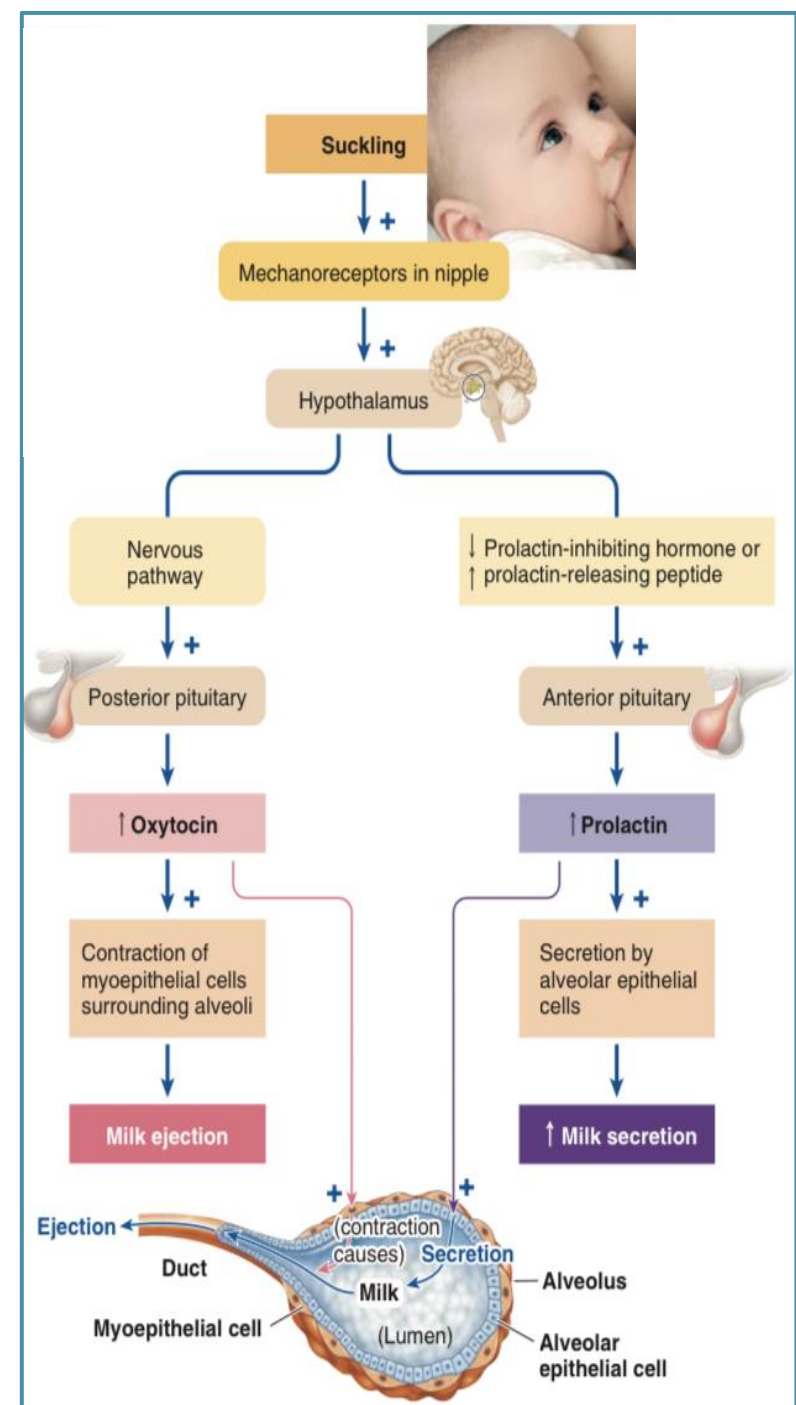 Suckling
+
Mechanoreceptors in nipple
+
Hypothalamus
Nervous
pathway
↓ Prolactin-inhibiting hormone or
↑ prolactin-releasing peptide
+
+
Posterior pituitary
Anterior pituitary
↑ Oxytocin
↑ Prolactin
+
+
Contraction of
myoepithelial cells
surrounding alveoli
Secretion by
alveolar epithelial
cells
Milk ejection
↑ Milk secretion
+
+
Ejection
(contraction
causes)
Secretion
Duct
Milk
Alveolus
Myoepithelial cell
(Lumen)
Alveolar
epithelial cell